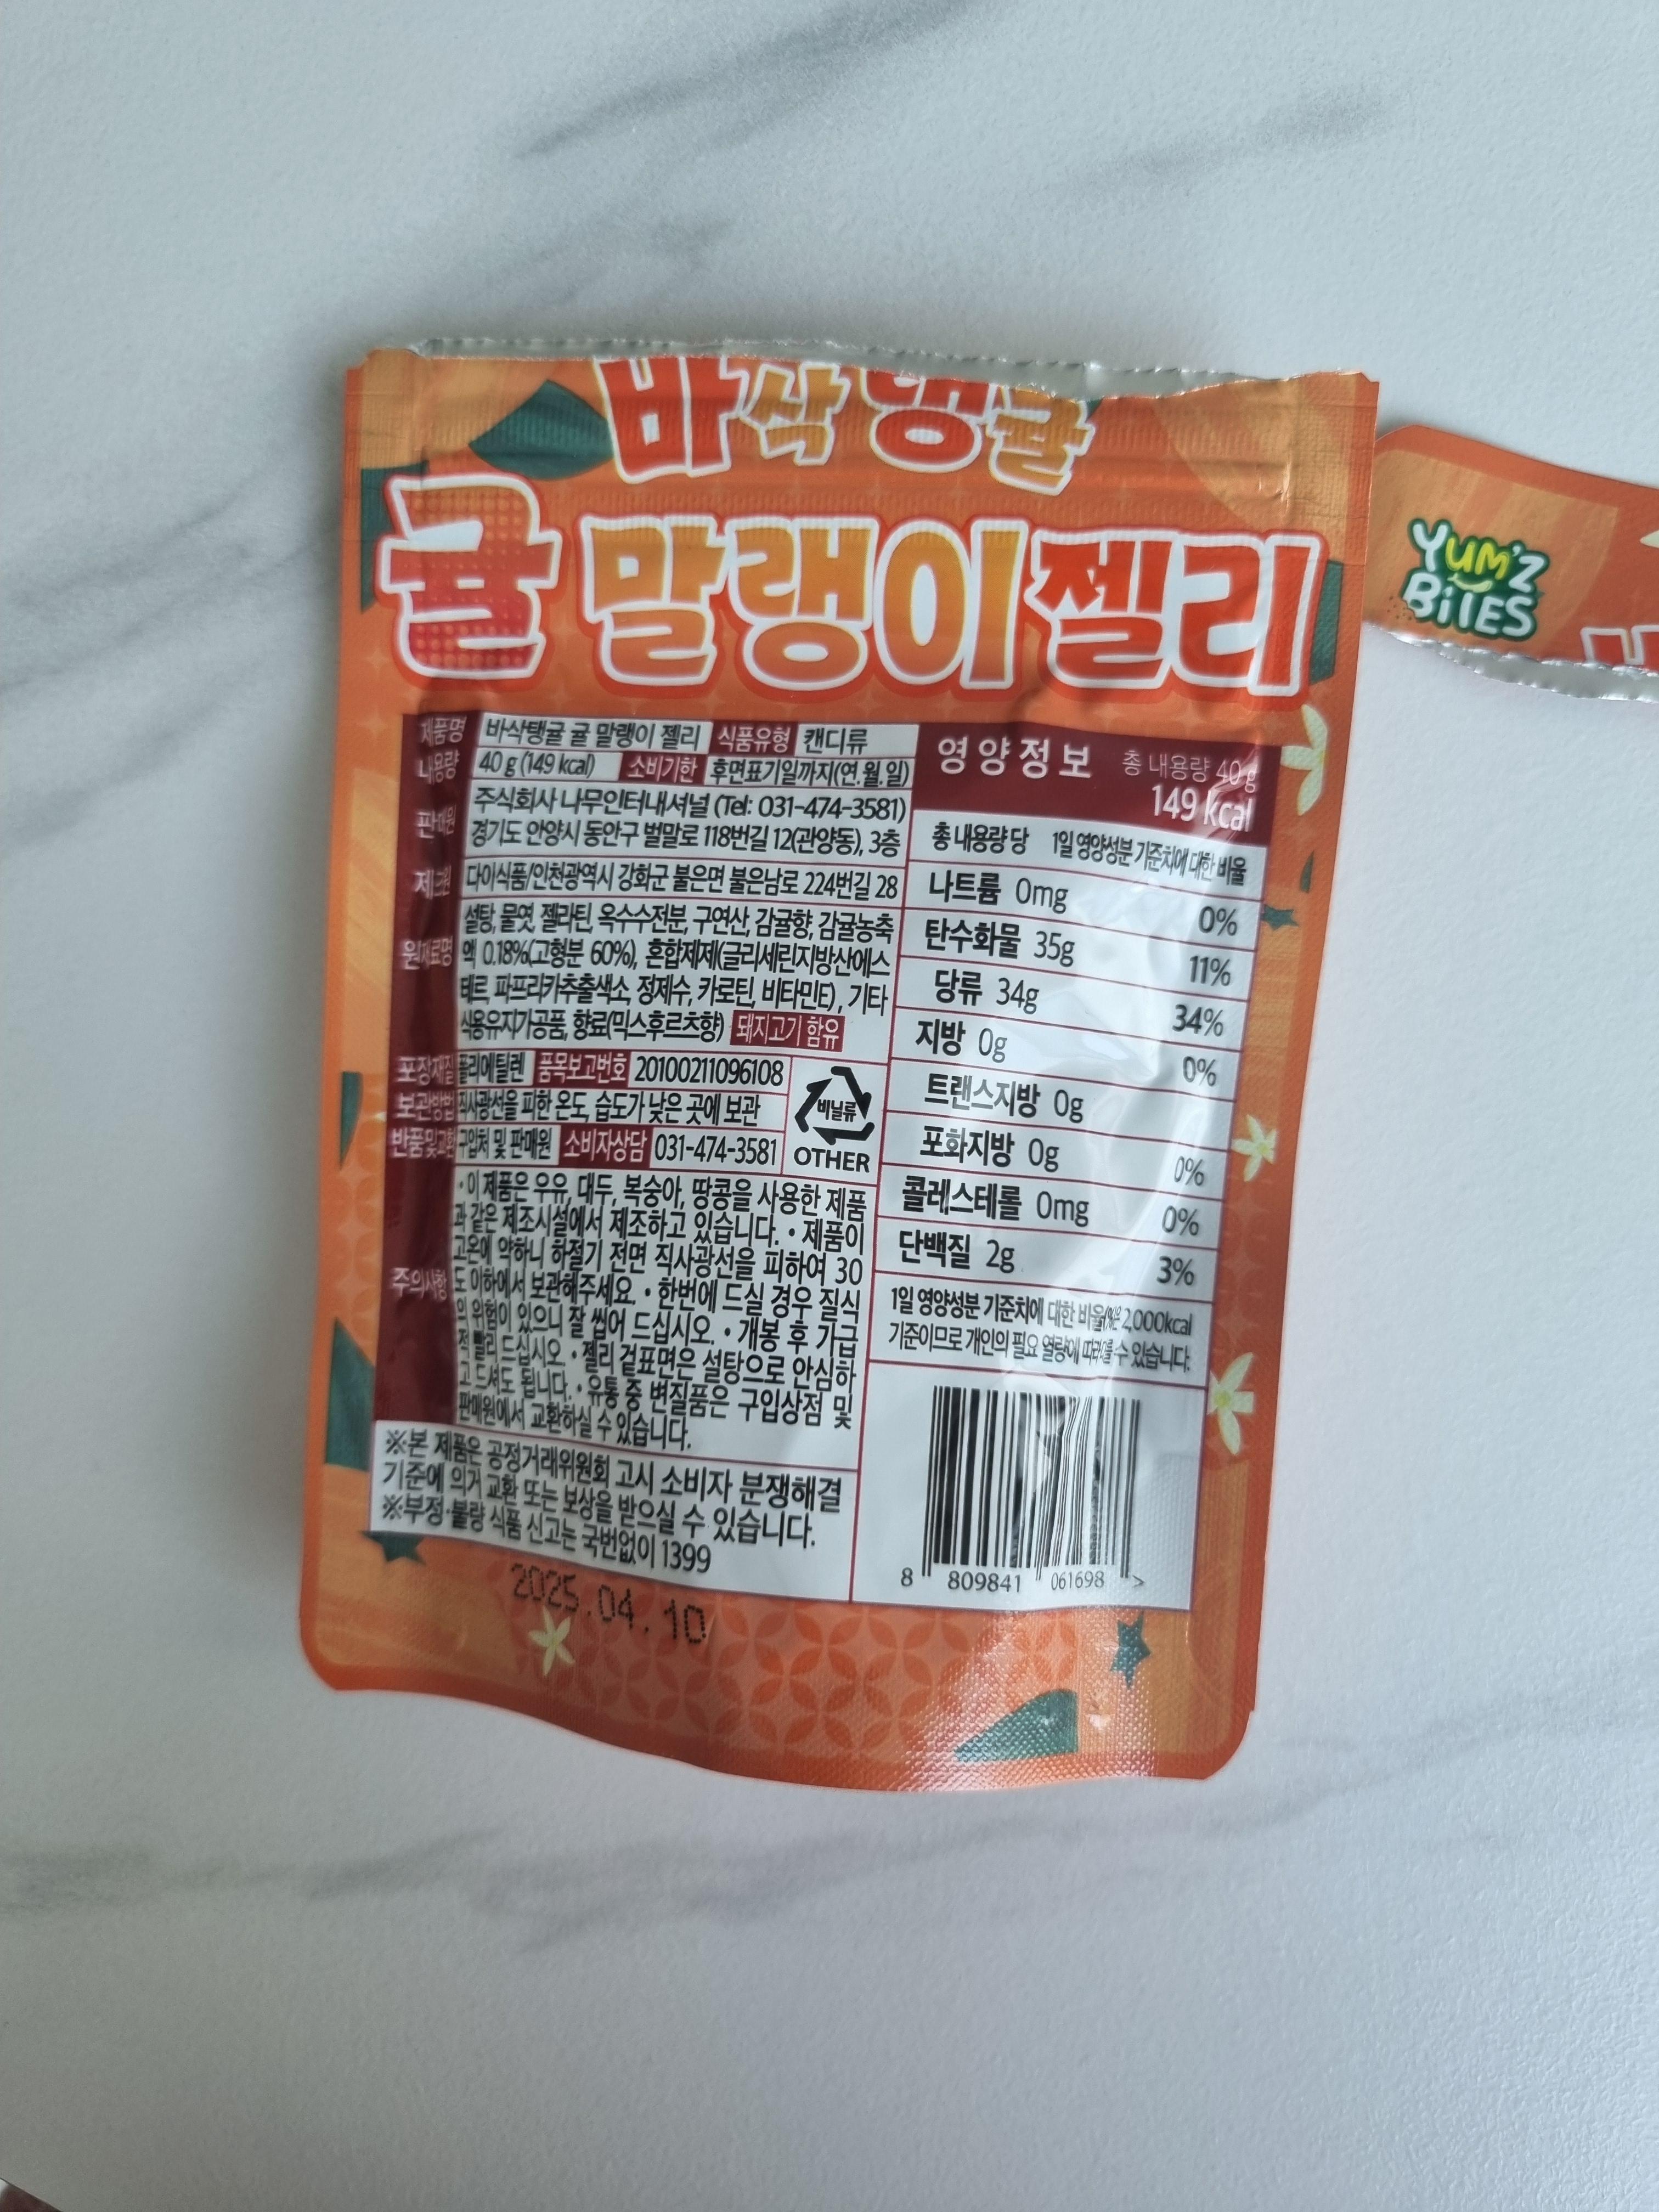 바삭탱귤
귤 말랭이 젤리
YUM'Z
BiTES
제품명 바삭탱귤 귤 말랭이 젤리 식품유형 캔디류
내용량 40 g (149 kcal) 소비기한 후면표기일까지(연.월.일)
판매원 주식회사 나무인터내셔널 (Tel: 031-474-3581)
경기도 안양시 동안구 벌말로 118번길 12(관양동), 3층
제조원 다이식품/인천광역시 강화군 불은면 불은남로 224번길 28
원재료명 설탕, 물엿, 젤라틴, 옥수수전분, 구연산, 감귤향, 감귤농축
액 0.18%(고형분 60%), 혼합제제(글리세린지방산에스
테르, 파프리카추출색소, 정제수, 카로틴, 비타민E), 기타
식용유지가공품, 향료(믹스후르츠향) 돼지고기 함유
포장재질 폴리에틸렌 품목보고번호 20100211096108
보관방법 직사광선을 피한 온도, 습도가 낮은 곳에 보관
반품및교환 구입처 및 판매원 소비자상담 031-474-3581
비닐류
OTHER
주의사항 • 이 제품은 우유, 대두, 복숭아, 땅콩을 사용한 제품
과 같은 제조시설에서 제조하고 있습니다. • 제품이
고온에 약하니 하절기 전면 직사광선을 피하여 30
도 이하에서 보관해주세요. • 한번에 드실 경우 질식
의 위험이 있으니 잘 씹어 드십시오. • 개봉 후 가급
적 빨리 드십시오. • 젤리 겉표면은 설탕으로 안심하
고 드셔도 됩니다. • 유통 중 변질품은 구입상점 및
판매원에서 교환하실 수 있습니다.
※본 제품은 공정거래위원회 고시 소비자 분쟁해결
기준에 의거 교환 또는 보상을 받으실 수 있습니다.
※부정·불량 식품 신고는 국번없이 1399
2025.04.10
영양정보 총 내용량 40 g
149 kcal
총 내용량당 1일 영양성분 기준치에 대한 비율
나트륨 0mg 0%
탄수화물 35g 11%
당류 34g 34%
지방 0g 0%
트랜스지방 0g
포화지방 0g 0%
콜레스테롤 0mg 0%
단백질 2g 3%
1일 영양성분 기준치에 대한 비율(%)은 2,000kcal
기준이므로 개인의 필요 열량에 따라 다를 수 있습니다.
8 809841 061698 >